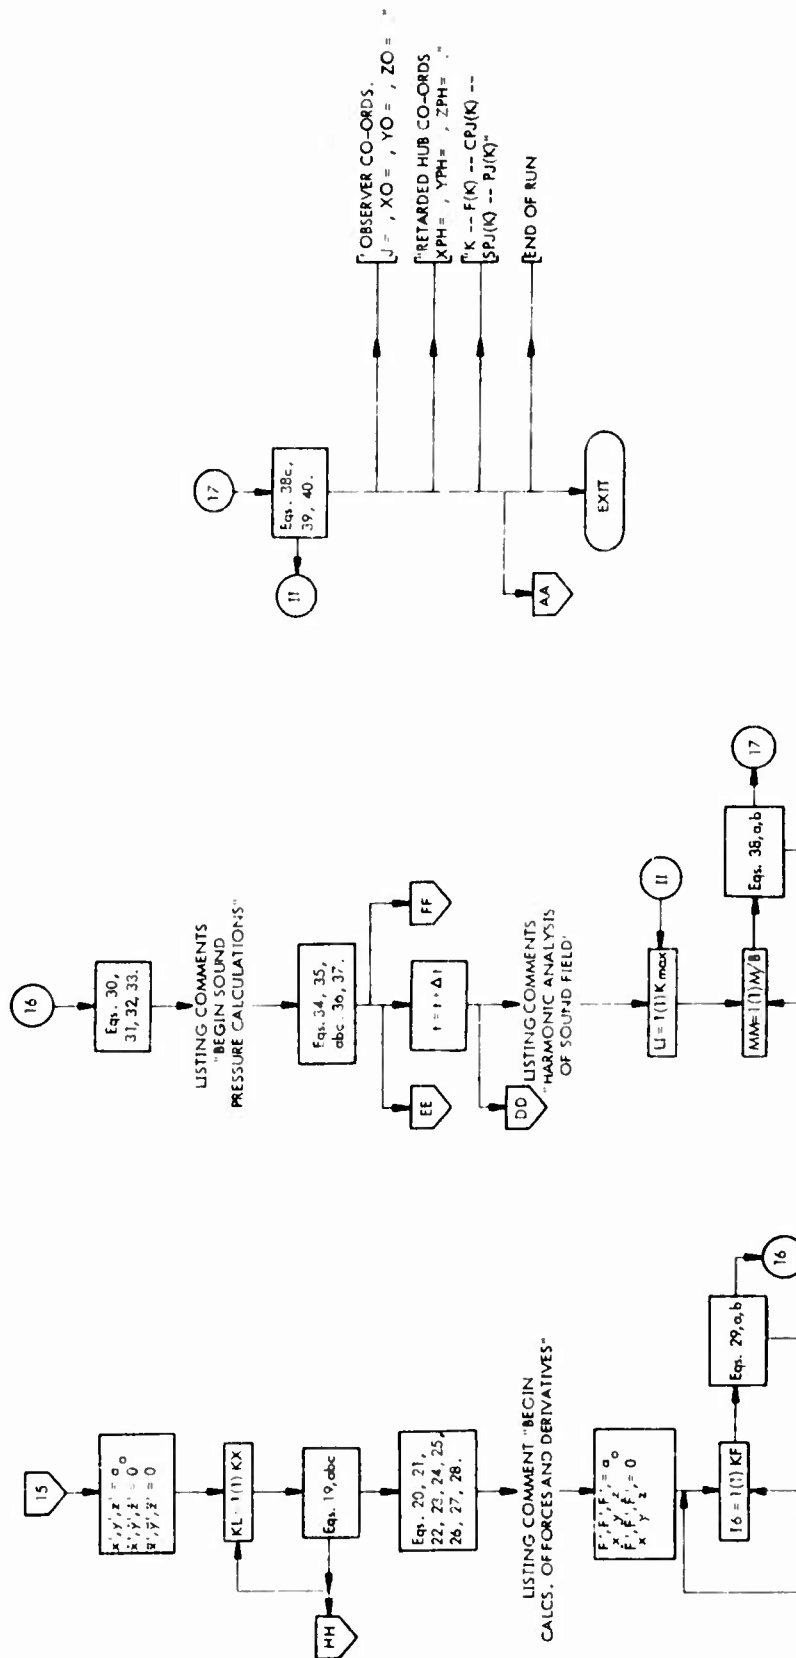 15
x', y', z' = a₀
ẋ', ẏ', ż' = 0
ẍ', ÿ', z̈' = 0
KL = 1(1) KX
Eqs. 19,abc
HH
Eqs. 20, 21,
22, 23, 24, 25,
26, 27, 28.
LISTING COMMENT "BEGIN
CALCS. OF FORCES AND DERIVATIVES"
F', F', F' = a₀
x y z
F', F', F' = 0
x y z
I6 = 1(1) KF
Eqs. 29,a,b
16
16
Eqs. 30,
31, 32, 33.
LISTING COMMENTS
"BEGIN SOUND
PRESSURE CALCULATIONS"
Eqs. 34, 35,
abc. 36, 37.
EE
FF
t = t + Δt
DD
LISTING COMMENTS
"HARMONIC ANALYSIS
OF SOUND FIELD'
LI = 1(1) K max
II
MM=1(1) M/B
Eqs. 38,a,b
17
17
Eqs. 38c,
39, 40.
II
'OBSERVER CO-ORDS.
J = , XO = , YO = , ZO = "
"RETARDED HUB CO-ORDS
XPH= , YPH= , ZPH= ."
"K -- F(K) -- CPJ(K) --
SPJ(K) -- PJ(K)"
END OF RUN
AA
EXIT